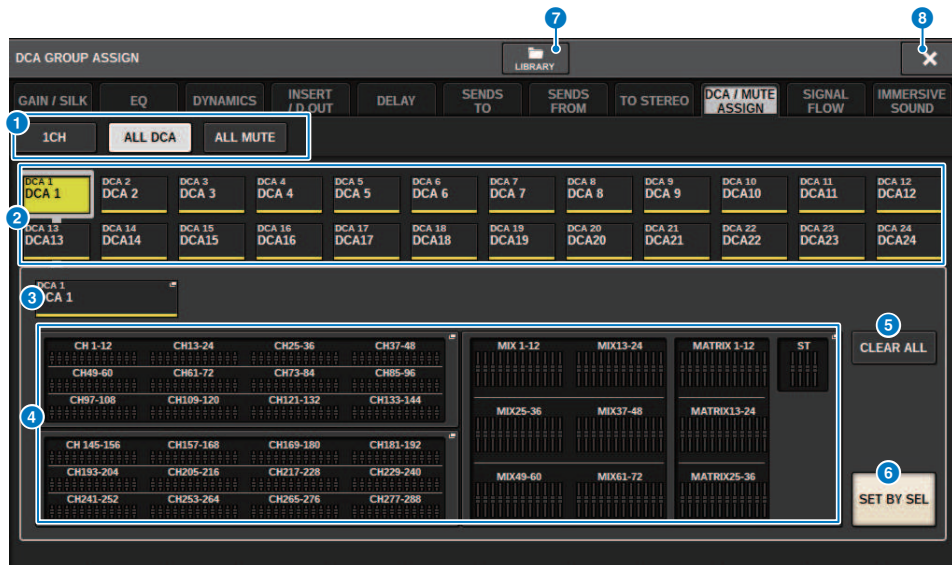 7
8
DCA GROUP ASSIGN
LIBRARY
GAIN / SILK EQ DYNAMICS INSERT / D.OUT DELAY SENDS TO SENDS FROM TO STEREO DCA / MUTE ASSIGN SIGNAL FLOW IMMERSIVE SOUND
1
1CH ALL DCA ALL MUTE
2
DCA 1 DCA 2 DCA 3 DCA 4 DCA 5 DCA 6 DCA 7 DCA 8 DCA 9 DCA 10 DCA 11 DCA 12
DCA 1 DCA 2 DCA 3 DCA 4 DCA 5 DCA 6 DCA 7 DCA 8 DCA 9 DCA10 DCA11 DCA12
DCA 13 DCA 14 DCA 15 DCA 16 DCA 17 DCA 18 DCA 19 DCA 20 DCA 21 DCA 22 DCA 23 DCA 24
DCA13 DCA14 DCA15 DCA16 DCA17 DCA18 DCA19 DCA20 DCA21 DCA22 DCA23 DCA24
3
DCA 1
DCA 1
4
CH 1-12 CH13-24 CH25-36 CH37-48
CH49-60 CH61-72 CH73-84 CH85-96
CH97-108 CH109-120 CH121-132 CH133-144
CH 145-156 CH157-168 CH169-180 CH181-192
CH193-204 CH205-216 CH217-228 CH229-240
CH241-252 CH253-264 CH265-276 CH277-288
MIX 1-12 MIX13-24 MATRIX 1-12 ST
MIX25-36 MIX37-48 MATRIX13-24
MIX49-60 MIX61-72 MATRIX25-36
5
CLEAR ALL
6
SET BY SEL